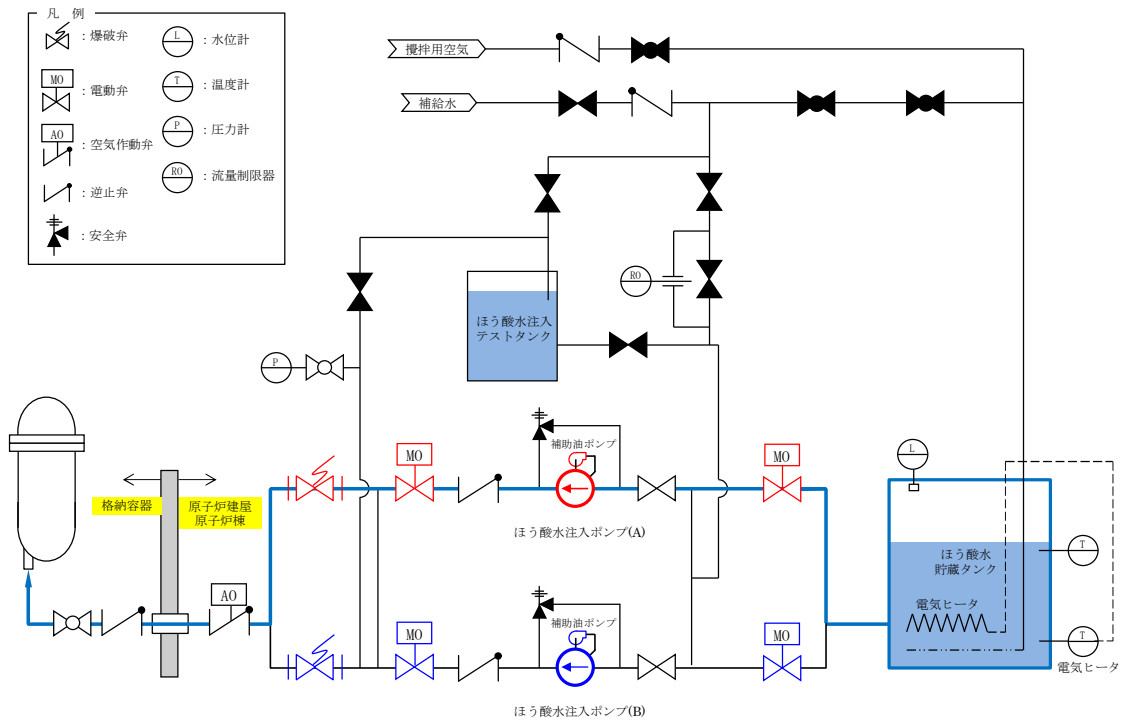 凡 例
：爆破弁
L ：水位計
MO ：電動弁
T ：温度計
AO ：空気作動弁
P ：圧力計
：逆止弁
RO ：流量制限器
：安全弁
攪拌用空気
補給水
RO
ほう酸水注入
テストタンク
P
補助油ポンプ
MO
MO
L
格納容器
原子炉建屋
原子炉棟
ほう酸水注入ポンプ(A)
ほう酸水
貯蔵タンク
T
AO
電気ヒータ
補助油ポンプ
MO
MO
T
電気ヒータ
ほう酸水注入ポンプ(B)